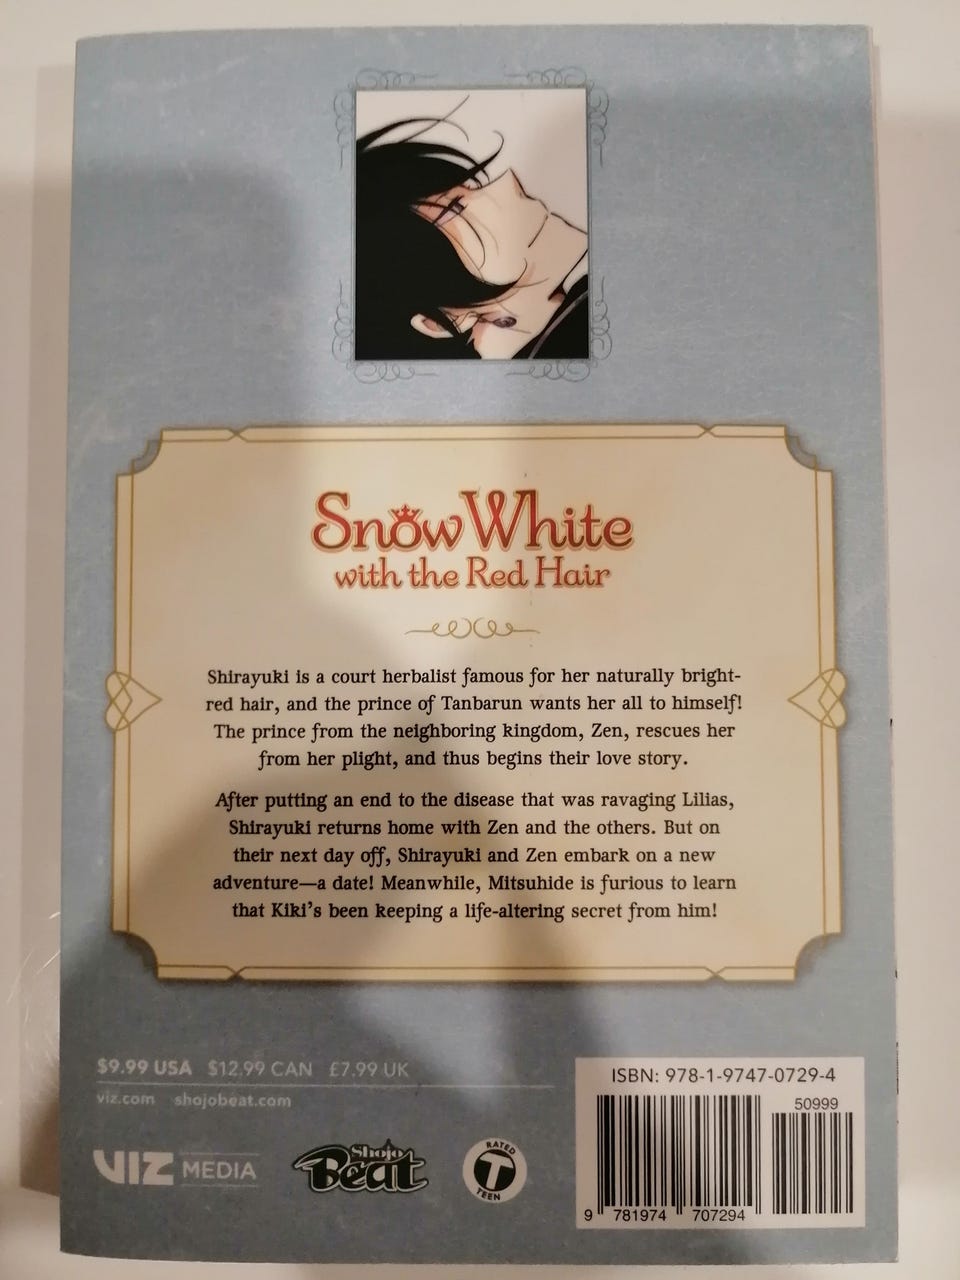 Snow White
with the Red Hair
Shirayuki is a court herbalist famous for her naturally bright-
red hair, and the prince of Tanbarun wants her all to himself!
The prince from the neighboring kingdom, Zen, rescues her
from her plight, and thus begins their love story.
After putting an end to the disease that was ravaging Lilias,
Shirayuki returns home with Zen and the others. But on
their next day off, Shirayuki and Zen embark on a new
adventure—a date! Meanwhile, Mitsuhide is furious to learn
that Kiki's been keeping a life-altering secret from him!
$9.99 USA $12.99 CAN £7.99 UK
viz.com shojobeat.com
VIZ MEDIA
Shojo
Beat
RATED
T
TEEN
ISBN: 978-1-9747-0729-4
50999
9 781974 707294